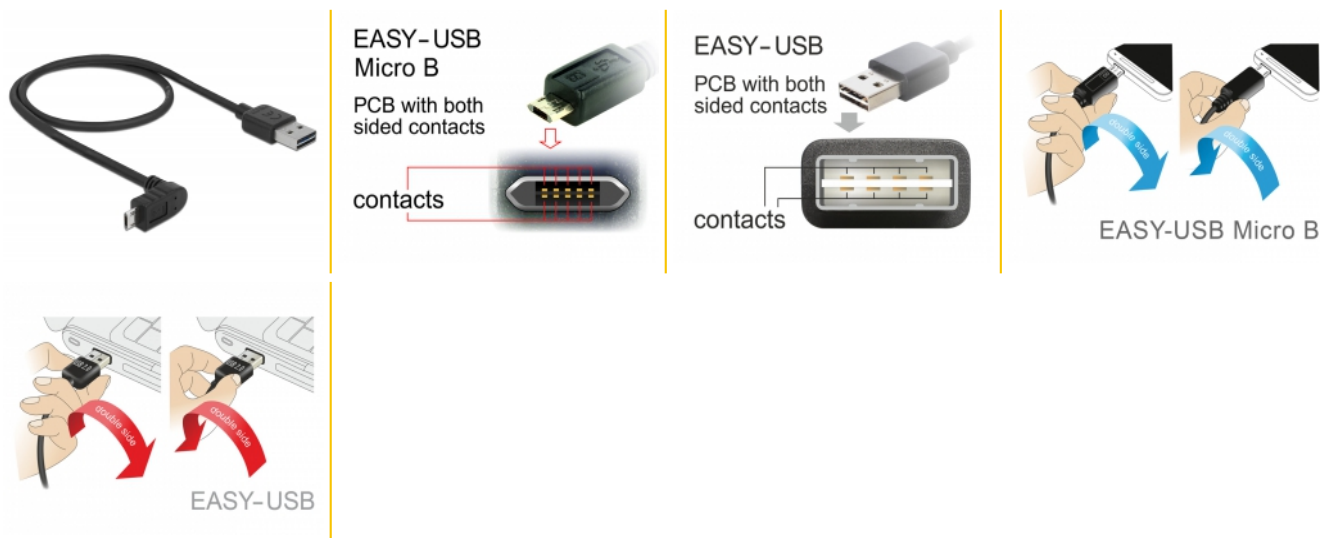 EASY-USB
Micro B
PCB with both
sided contacts
contacts
EASY-USB
PCB with both
sided contacts
contacts
double side
double side
EASY-USB Micro B
double side
double side
EASY-USB